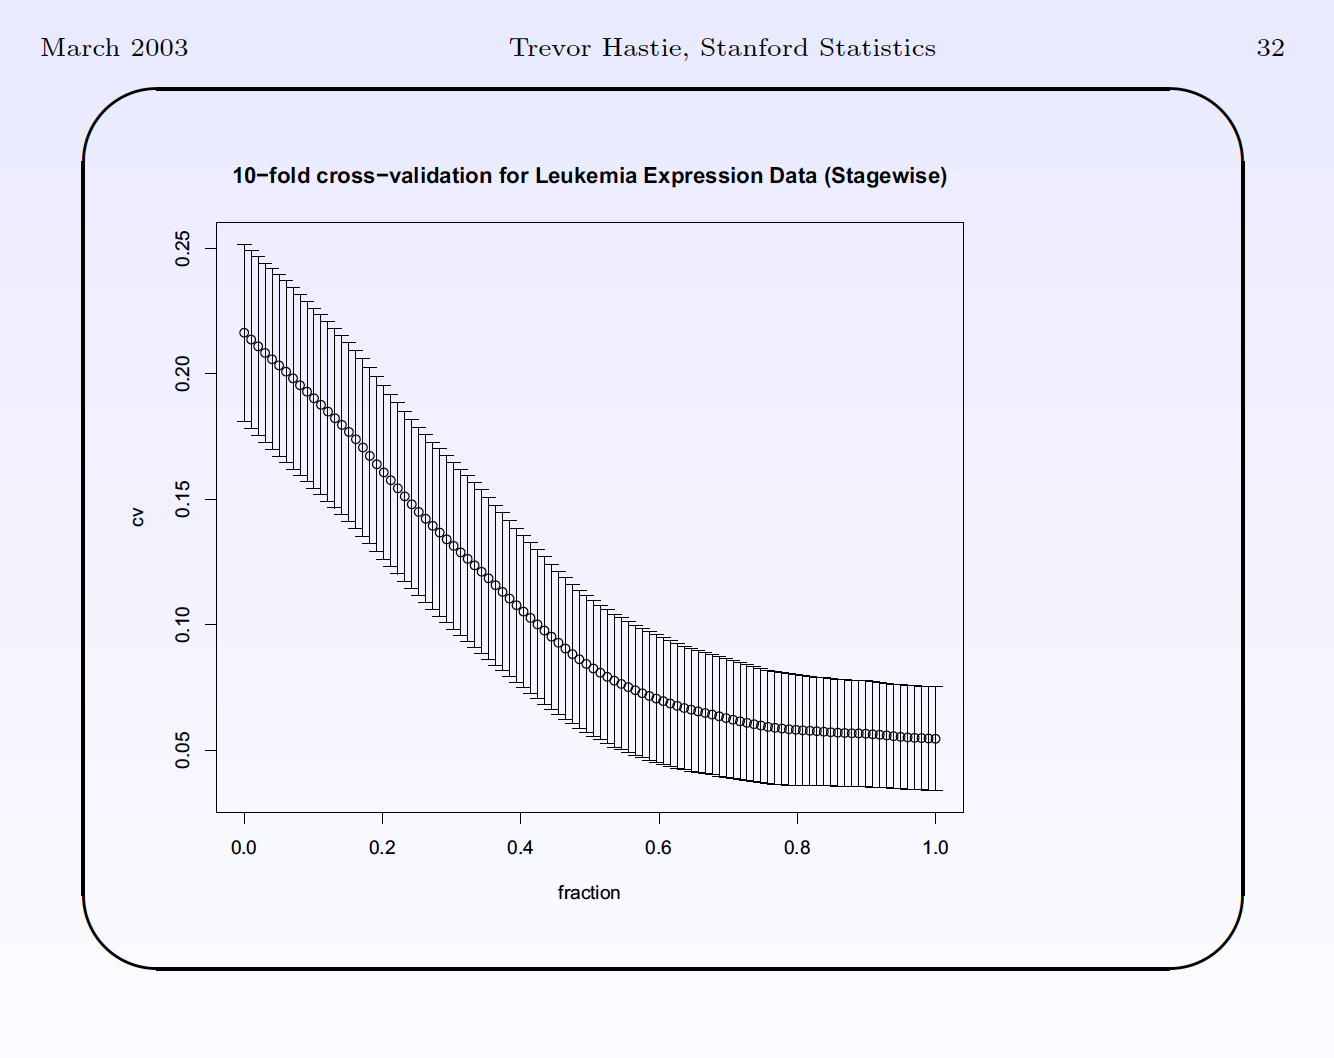 March 2003 Trevor Hastie, Stanford Statistics 32
10−fold cross−validation for Leukemia Expression Data (Stagewise)
0.25
0.20
0.15
0.10
0.05
cv
0.0 0.2 0.4 0.6 0.8 1.0
fraction